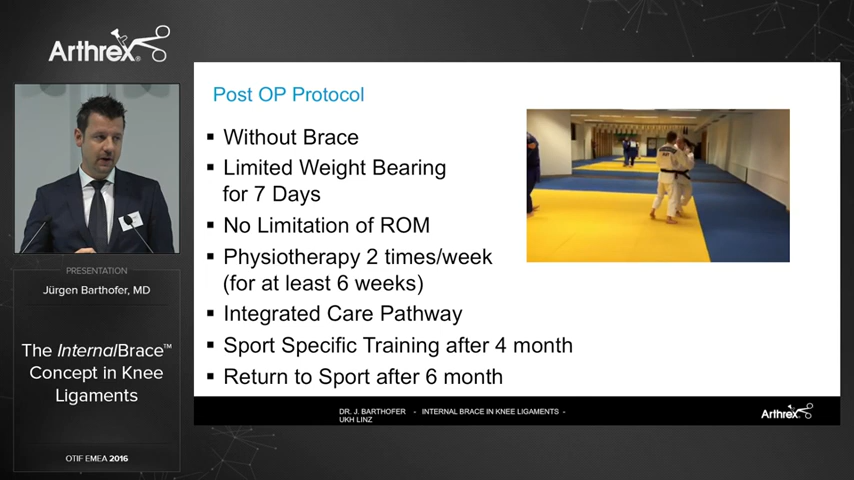 Arthrex
PRESENTATION
Jürgen Barthofer, MD
The InternalBrace™
Concept in Knee
Ligaments
OTIF EMEA 2016
Post OP Protocol
▪ Without Brace
▪ Limited Weight Bearing
for 7 Days
▪ No Limitation of ROM
▪ Physiotherapy 2 times/week
(for at least 6 weeks)
▪ Integrated Care Pathway
▪ Sport Specific Training after 4 month
▪ Return to Sport after 6 month
DR. J. BARTHOFER - INTERNAL BRACE IN KNEE LIGAMENTS -
UKH LINZ
Arthrex